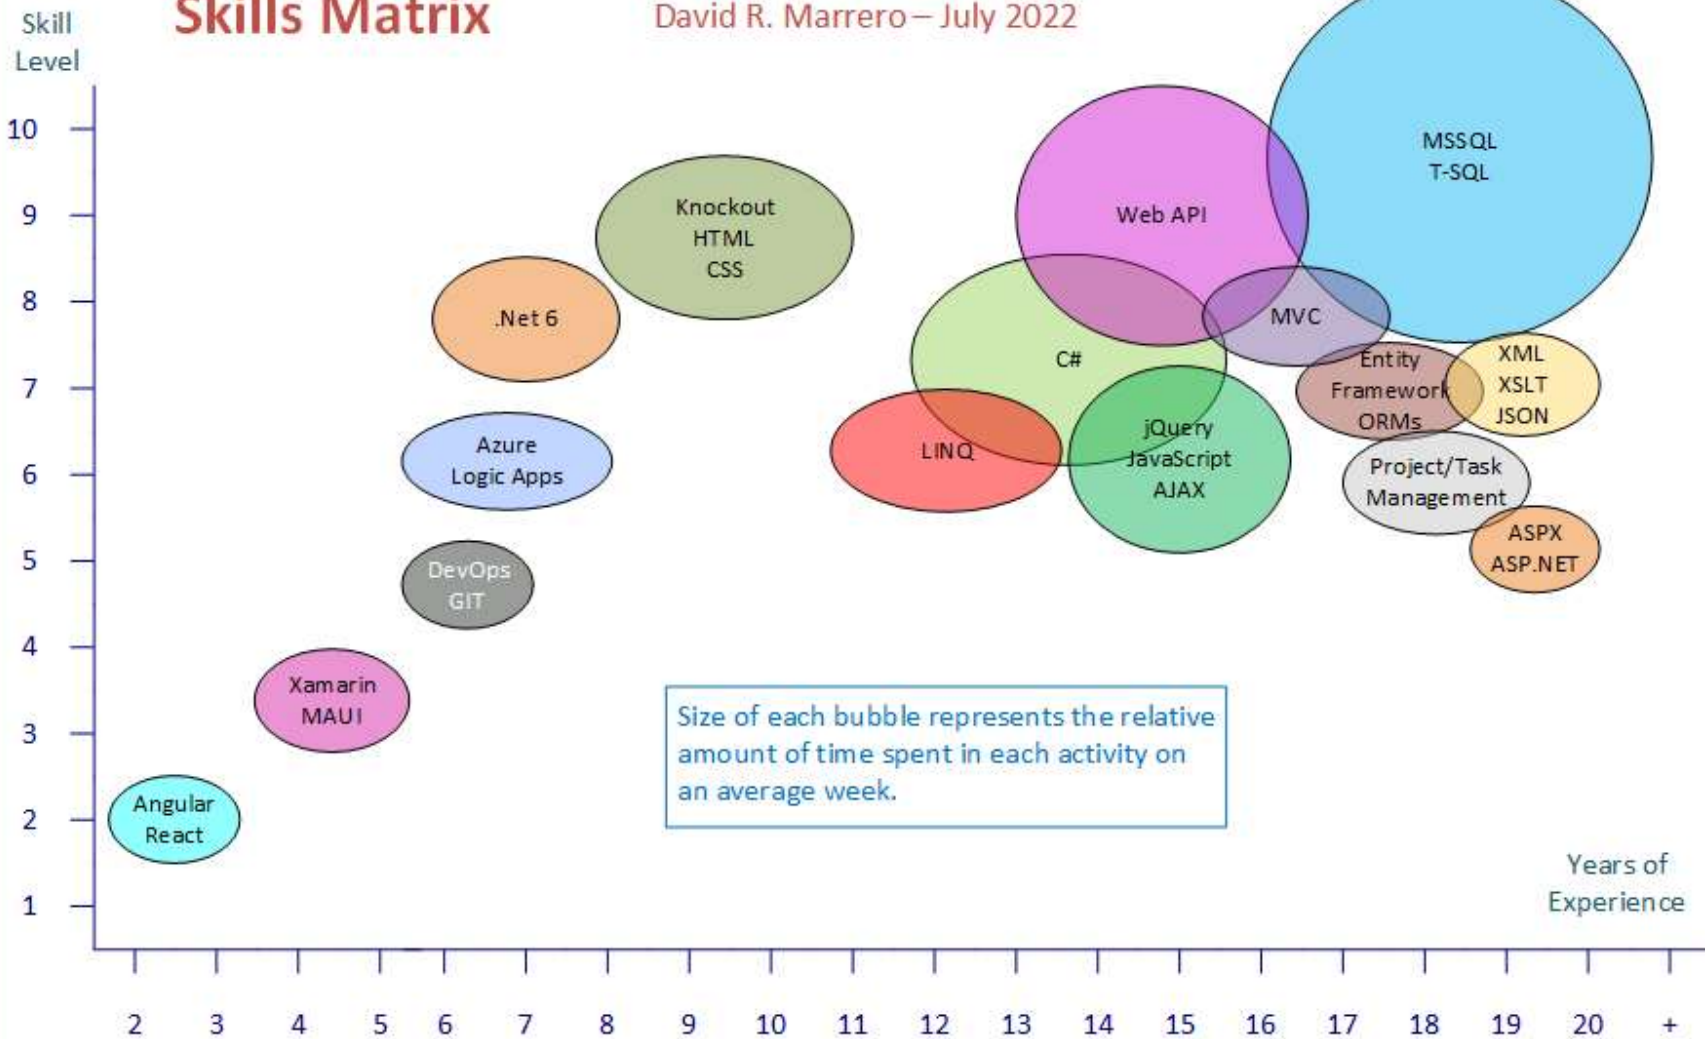 Skill
Level
Skills Matrix
David R. Marrero – July 2022
10
9
8
7
6
5
4
3
2
1
MSSQL
T-SQL
Web API
Knockout
HTML
CSS
.Net 6
MVC
C#
Entity
Framework
ORMs
XML
XSLT
JSON
Azure
Logic Apps
LINQ
jQuery
JavaScript
AJAX
Project/Task
Management
ASPX
ASP.NET
DevOps
GIT
Xamarin
MAUI
Angular
React
Size of each bubble represents the relative
amount of time spent in each activity on
an average week.
Years of
Experience
2 3 4 5 6 7 8 9 10 11 12 13 14 15 16 17 18 19 20 +